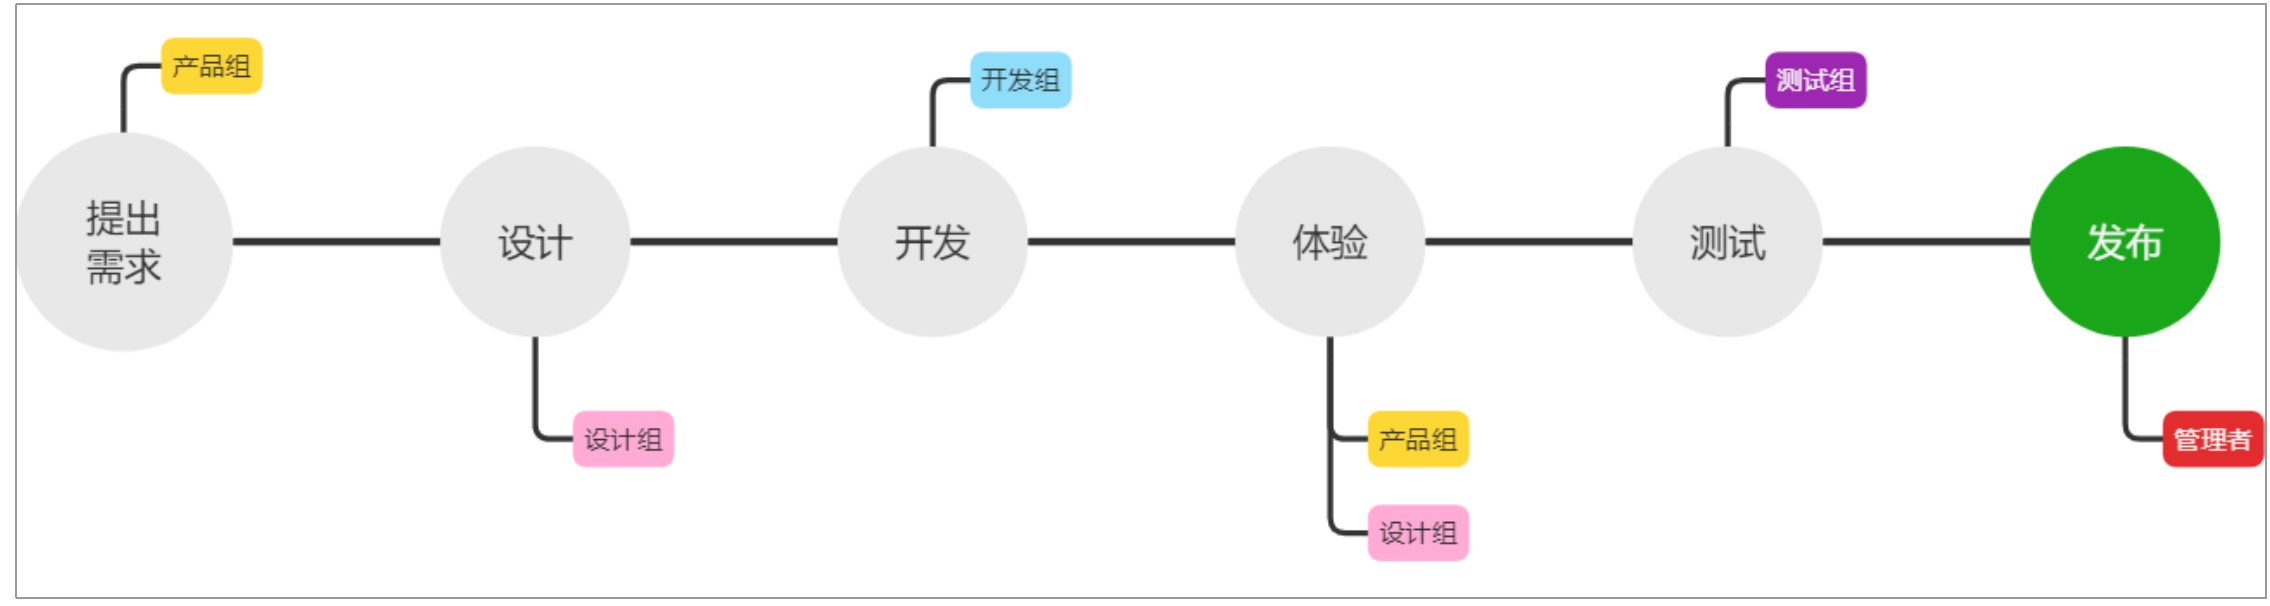 产品组
开发组
测试组
提出
需求
设计
开发
体验
测试
发布
设计组
产品组
管理者
设计组